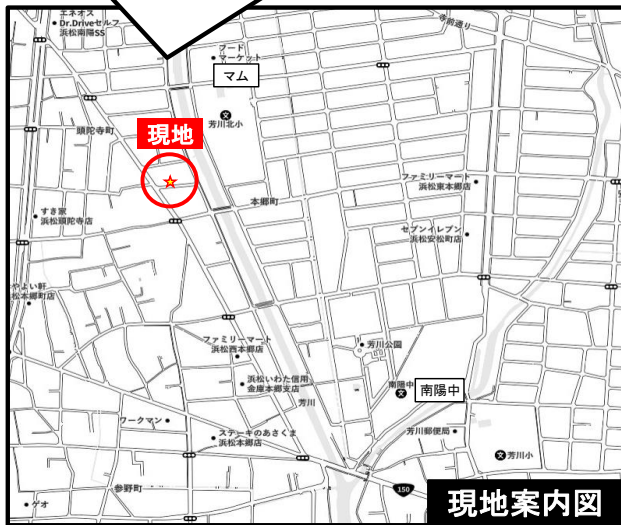 エネオス
Dr.Driveセルフ
浜松南陽SS
寺前通り
フード
マーケット
マム
芳川北小
頭陀寺町
現地
本郷町
ファミリーマート
浜松東本郷店
すき家
浜松頭陀寺店
セブンイレブン
浜松安松町店
やよい軒
松本郷町店
ファミリーマート
浜松西本郷店
芳川公園
浜松いわた信用
金庫本郷支店
芳川
南陽中
南陽中
ワークマン
ステーキのあさくま
浜松本郷店
芳川郵便局
芳川小
参野町
150
ゲオ
現地案内図